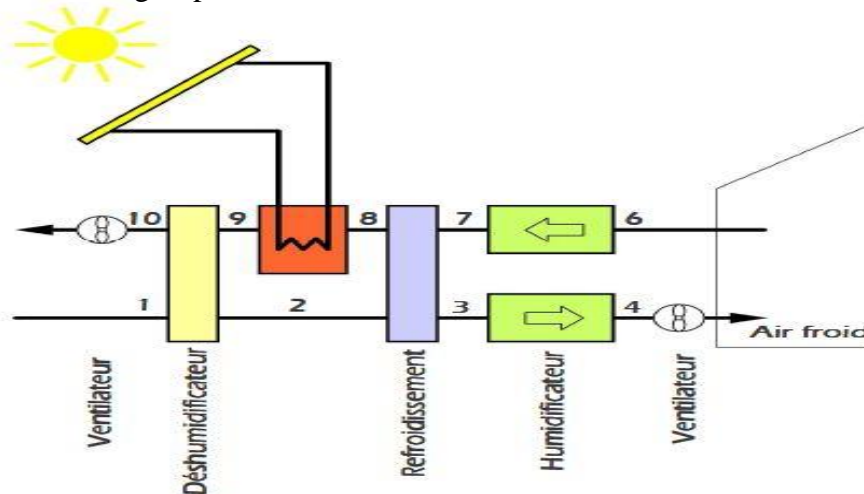 10
9
8
7
6
1
2
3
4
Air froid
Ventilateur
Déshumidificateur
Refroidissement
Humidificateur
Ventilateur